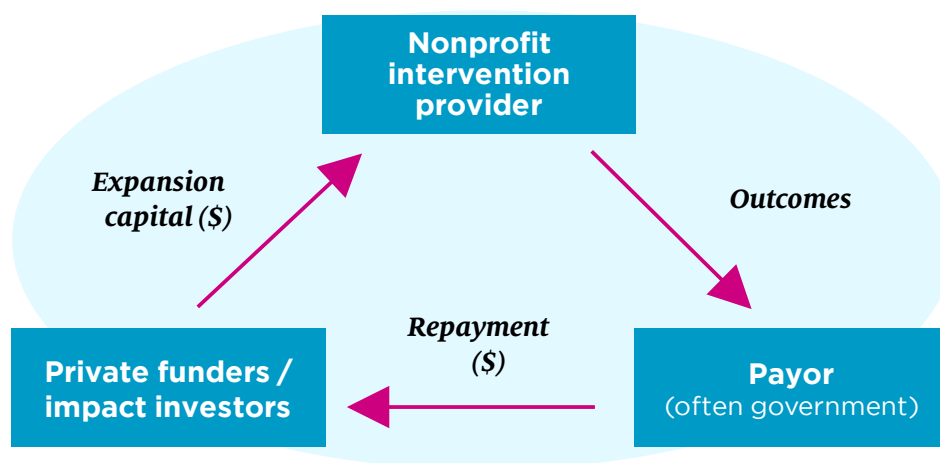 Nonprofit
intervention
provider
Expansion
capital ($)
Outcomes
Repayment
($)
Private funders /
impact investors
Payor
(often government)